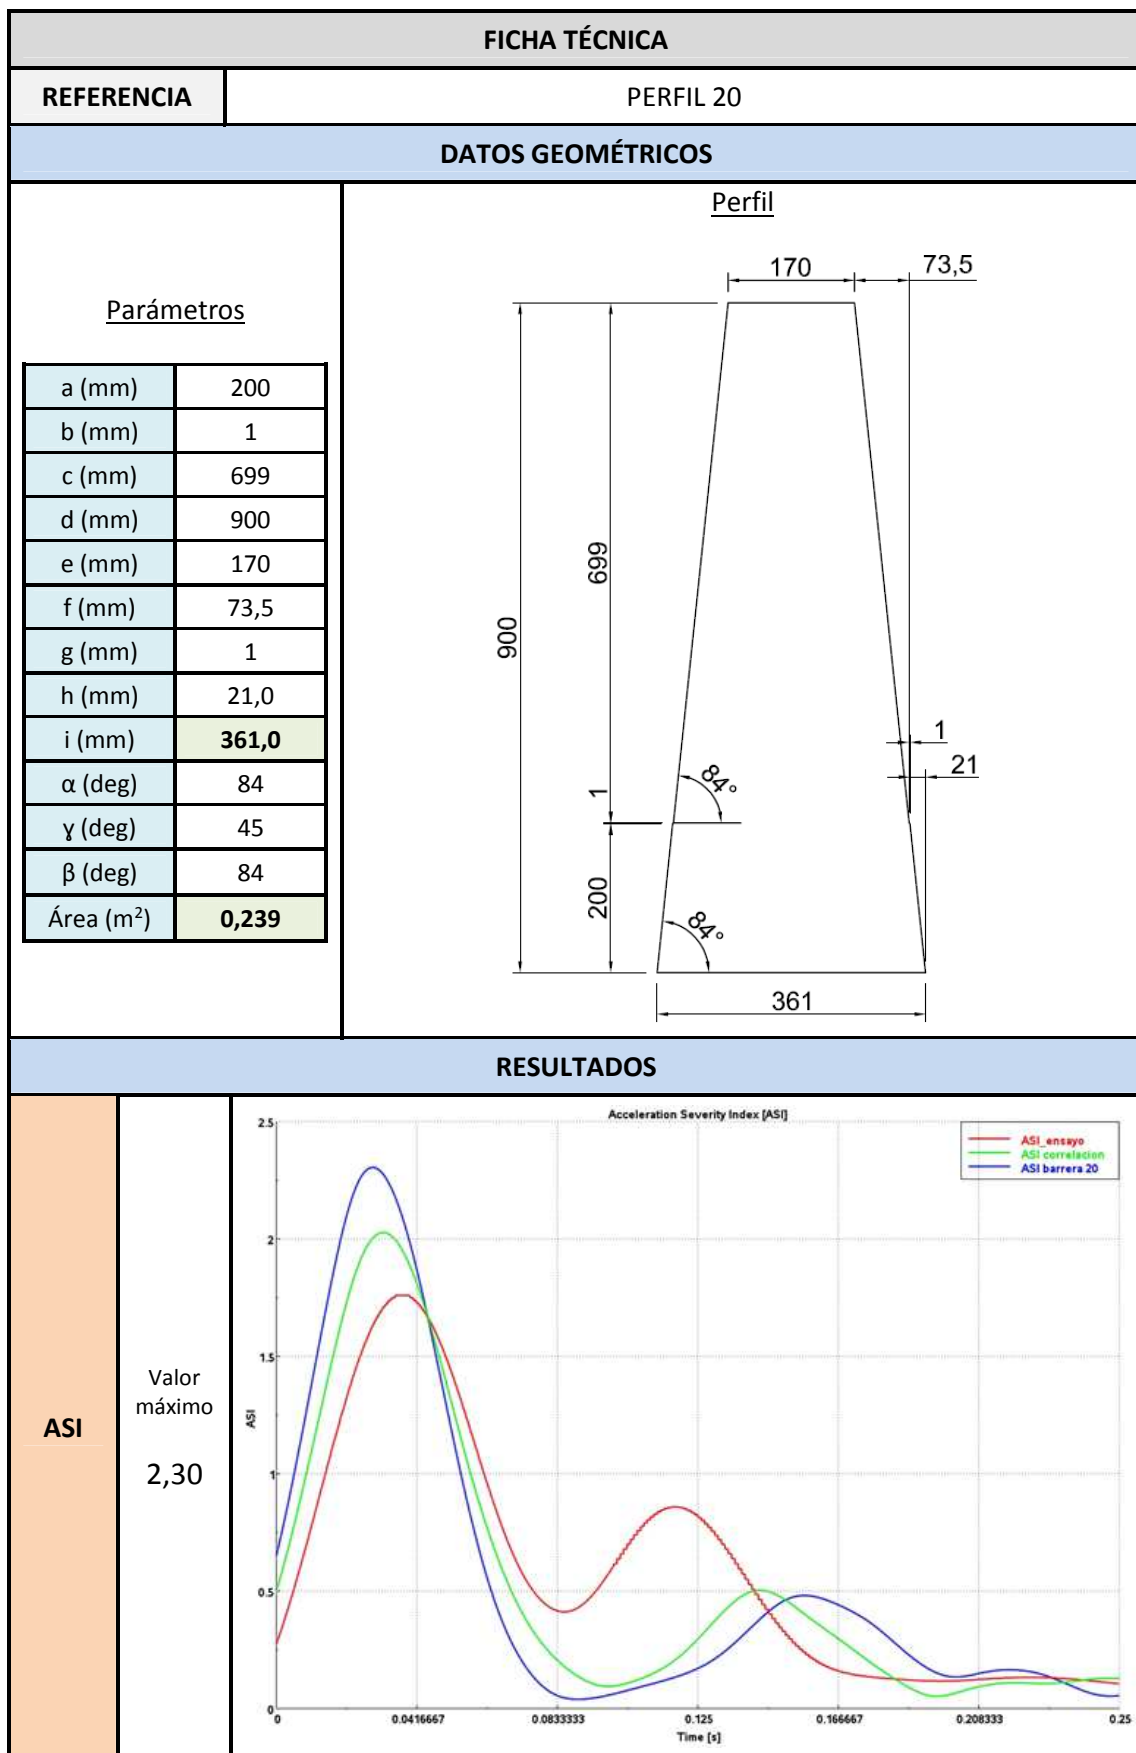 FICHA TÉCNICA
REFERENCIA PERFIL 20
DATOS GEOMÉTRICOS
Parámetros
a (mm) 200
b (mm) 1
c (mm) 699
d (mm) 900
e (mm) 170
f (mm) 73,5
g (mm) 1
h (mm) 21,0
i (mm) 361,0
α (deg) 84
γ (deg) 45
β (deg) 84
Área (m²) 0,239
Perfil
170 73,5
699
900
1
21
84°
1
200
84°
361
RESULTADOS
ASI
Valor
máximo
2,30
Acceleration Severity Index [ASI]
ASI_ensayo
ASI correlacion
ASI barrera 20
2.5
2
1.5
1
0.5
0
ASI
0 0.0416667 0.0833333 0.125 0.166667 0.208333 0.25
Time [s]